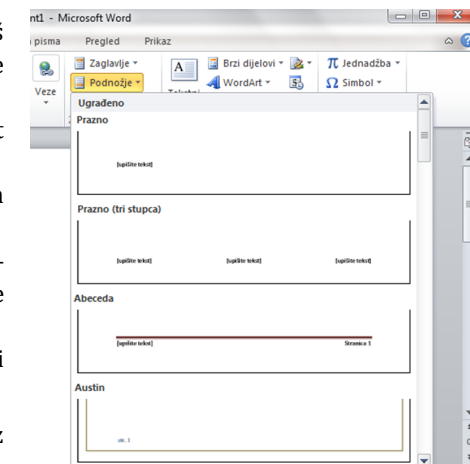 nt1 - Microsoft Word
pisma Pregled Prikaz
Zaglavlje Brzi dijelovi Jednadžba
Veze Podnožje A WordArt Simbol
Ugrađeno
Prazno
[upišite tekst]
Prazno (tri stupca)
[upišite tekst] [upišite tekst] [upišite tekst]
Abeceda
[upišite tekst] Stranica 1
Austin
str. 1
š
e
t
a
-
e
i
z